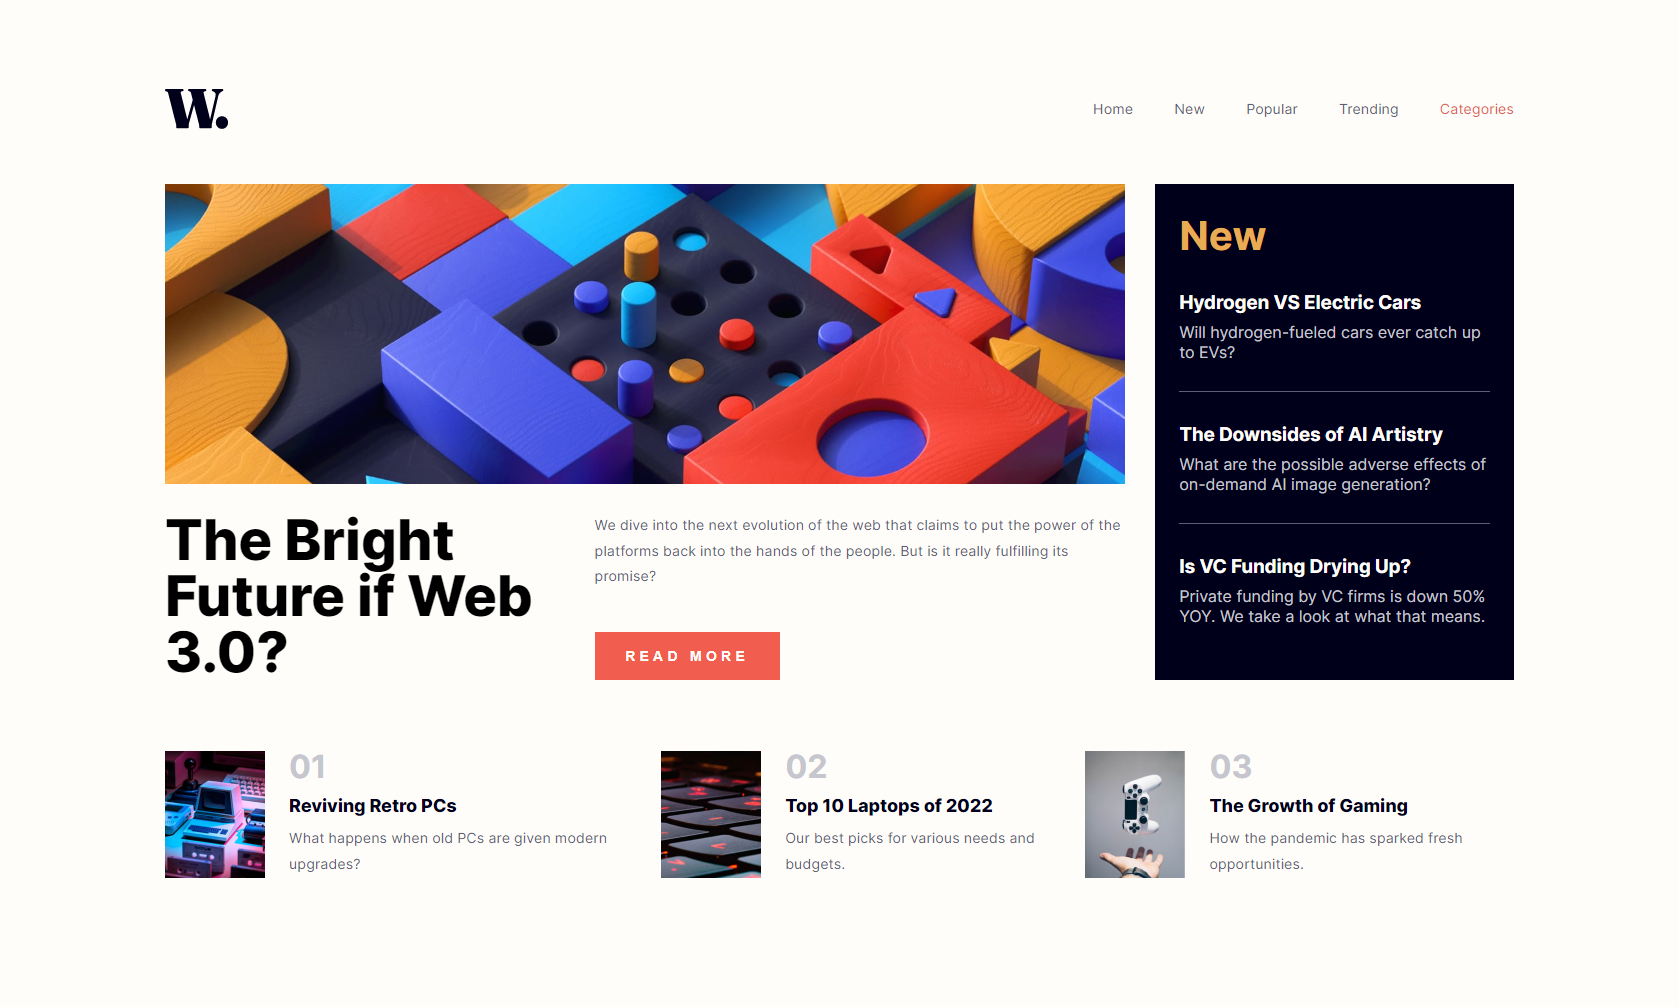 W.
Home New Popular Trending Categories
The Bright
Future if Web
3.0?
We dive into the next evolution of the web that claims to put the power of the
platforms back into the hands of the people. But is it really fulfilling its
promise?
READ MORE
New
Hydrogen VS Electric Cars
Will hydrogen-fueled cars ever catch up
to EVs?
The Downsides of AI Artistry
What are the possible adverse effects of
on-demand AI image generation?
Is VC Funding Drying Up?
Private funding by VC firms is down 50%
YOY. We take a look at what that means.
01
Reviving Retro PCs
What happens when old PCs are given modern
upgrades?
02
Top 10 Laptops of 2022
Our best picks for various needs and
budgets.
03
The Growth of Gaming
How the pandemic has sparked fresh
opportunities.